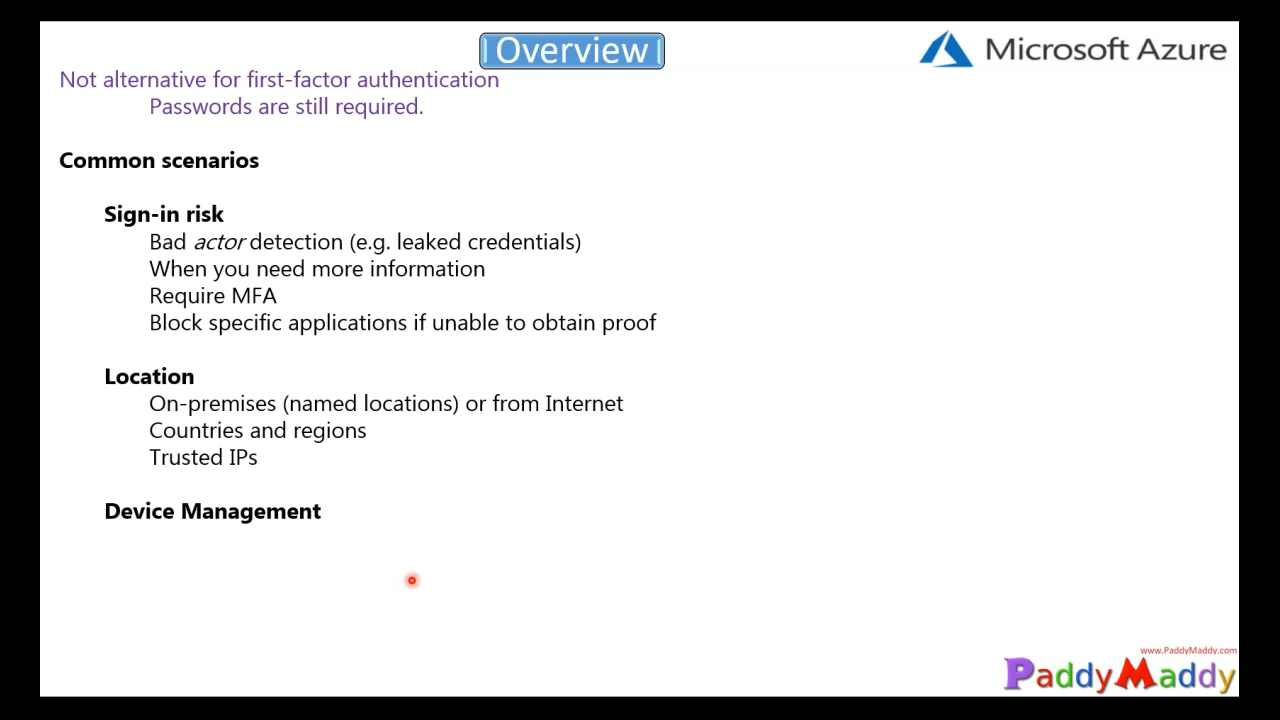 Overview
Microsoft Azure
Not alternative for first-factor authentication
Passwords are still required.
Common scenarios
Sign-in risk
Bad actor detection (e.g. leaked credentials)
When you need more information
Require MFA
Block specific applications if unable to obtain proof
Location
On-premises (named locations) or from Internet
Countries and regions
Trusted IPs
Device Management
www.PaddyMaddy.com
PaddyMaddy